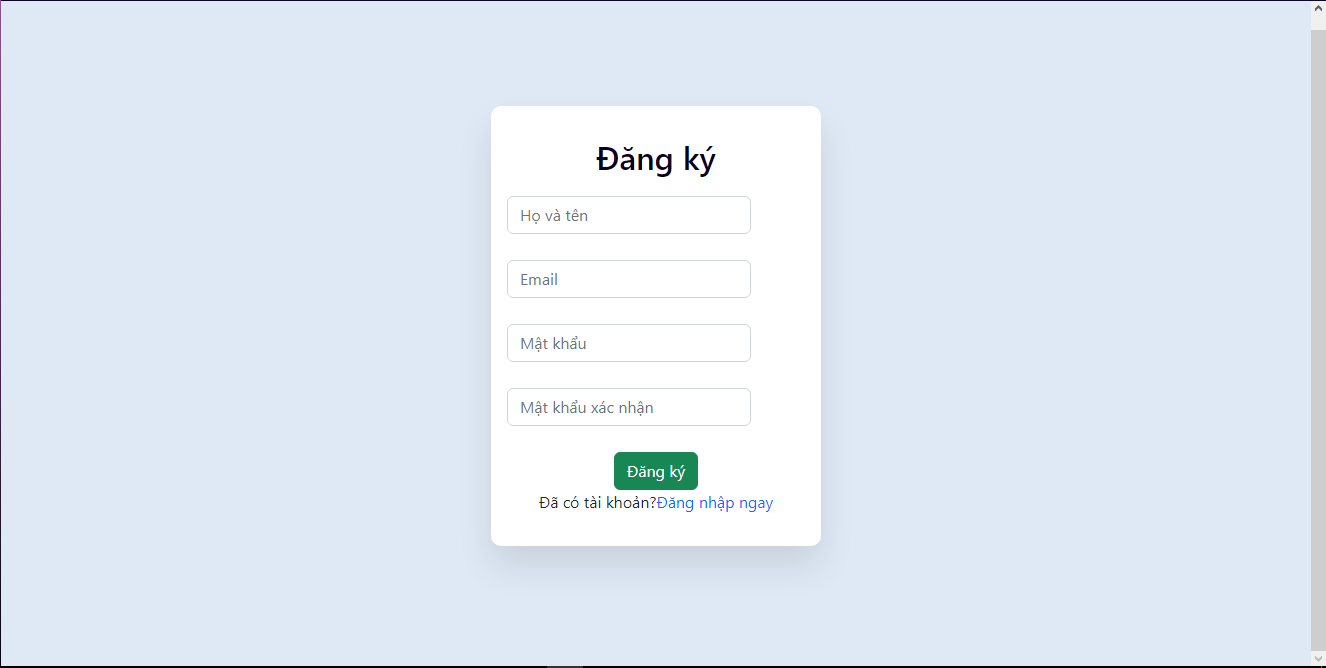 Đăng ký
Họ và tên
Email
Mật khẩu
Mật khẩu xác nhận
Đăng ký
Đã có tài khoản?Đăng nhập ngay